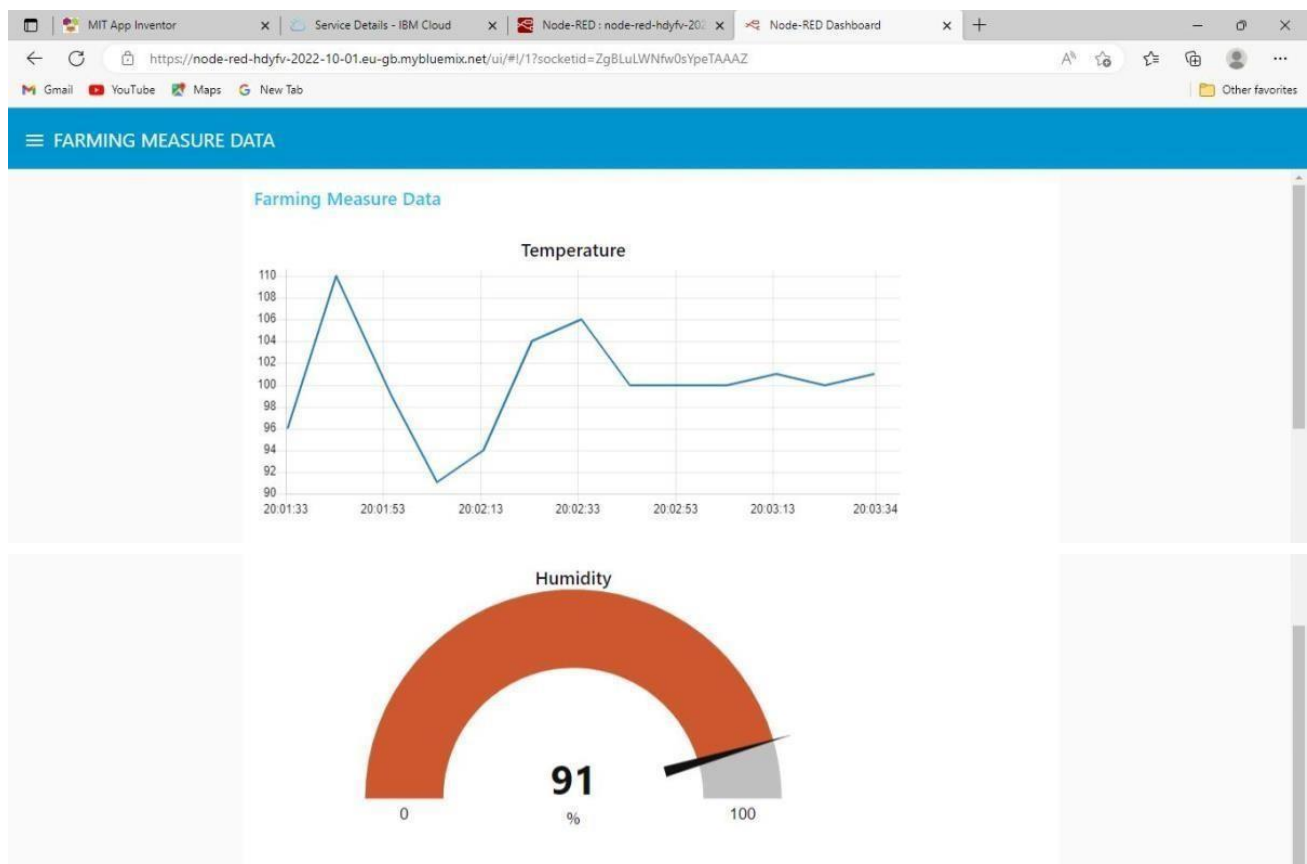 MIT App Inventor
Service Details - IBM Cloud
Node-RED : node-red-hdyfv-202
Node-RED Dashboard
https://node-red-hdyfv-2022-10-01.eu-gb.mybluemix.net/ui/#!/1?socketid=ZgBLuLWNfw0sYpeTAAAZ
Gmail YouTube Maps New Tab Other favorites
FARMING MEASURE DATA
Farming Measure Data
Temperature
110
108
106
104
102
100
98
96
94
92
90
20:01:33 20:01:53 20:02:13 20:02:33 20:02:53 20:03:13 20:03:34
Humidity
91
%
0 100